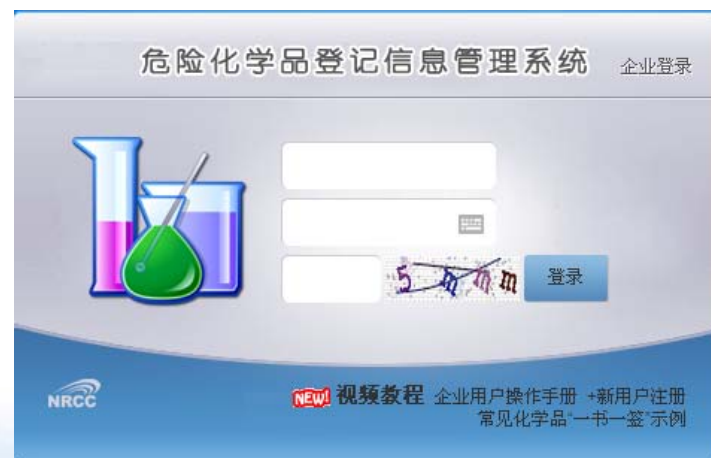 危险化学品登记信息管理系统 企业登录
5 m m m 登录
NRCC NEW! 视频教程 企业用户操作手册 +新用户注册
常见化学品“一书一签”示例